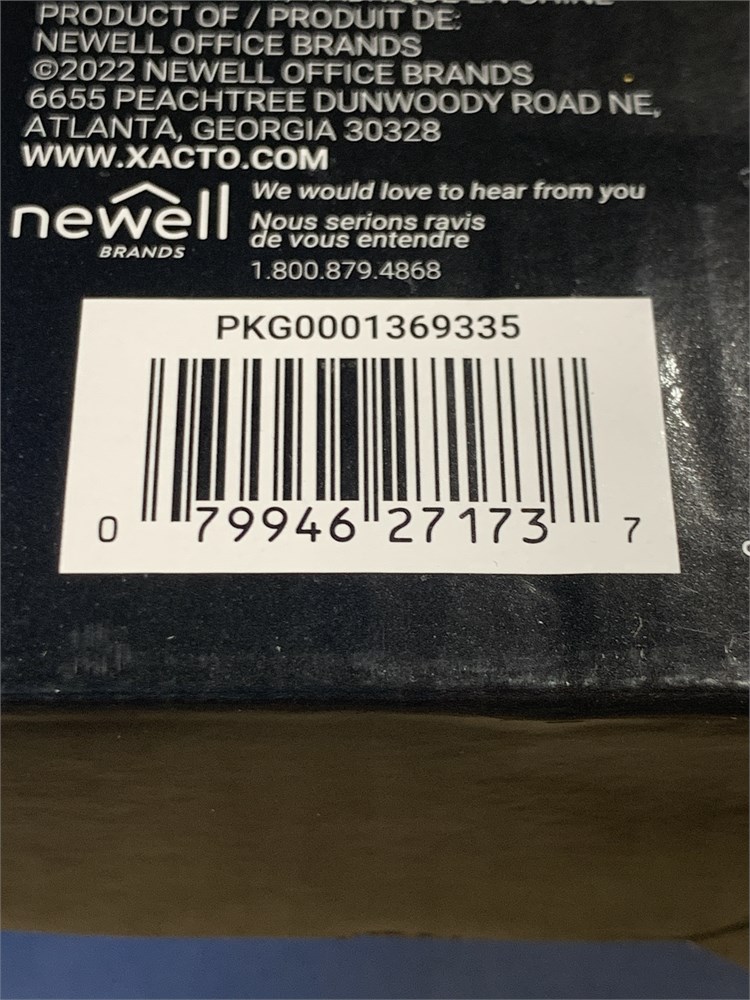 PRODUCT OF / PRODUIT DE:
NEWELL OFFICE BRANDS
©2022 NEWELL OFFICE BRANDS
6655 PEACHTREE DUNWOODY ROAD NE,
ATLANTA, GEORGIA 30328
WWW.XACTO.COM
newell
BRANDS
We would love to hear from you
Nous serions ravis
de vous entendre
1.800.879.4868
PKG0001369335
0 79946 27173 7